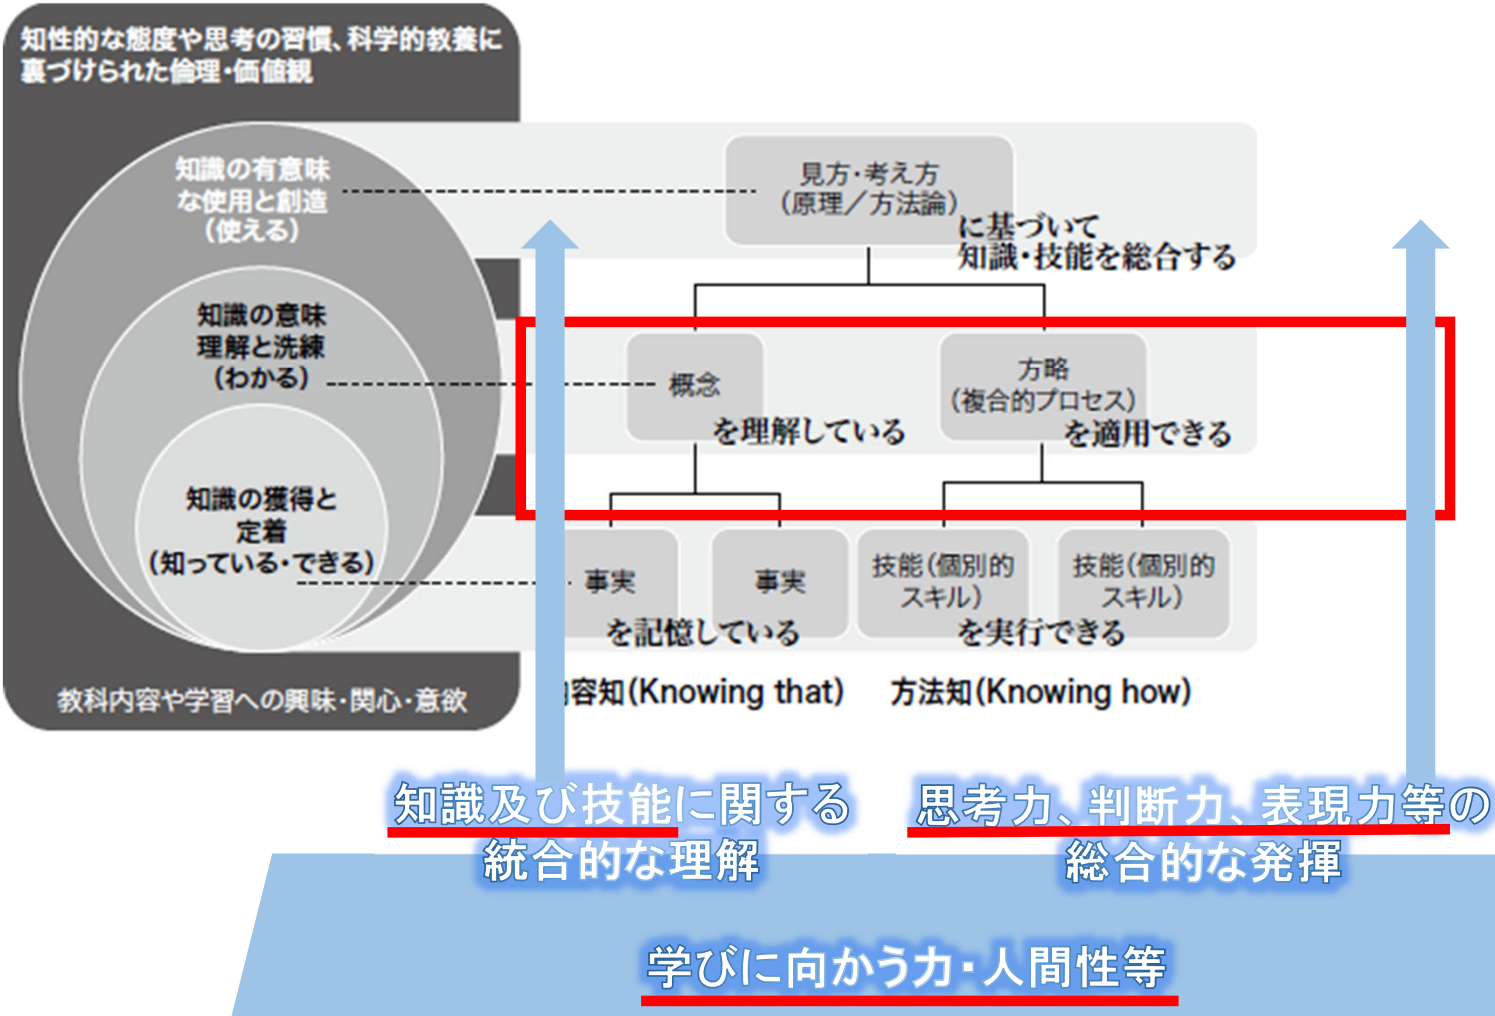 知性的な態度や思考の習慣、科学的教養に
裏づけられた倫理・価値観
知識の有意味
な使用と創造
（使える）
見方・考え方
（原理／方法論）
に基づいて
知識・技能を総合する
知識の意味
理解と洗練
（わかる）
概念
を理解している
方略
（複合的プロセス）
を適用できる
知識の獲得と
定着
（知っている・できる）
事実
事実
を記憶している
技能（個別的
スキル）
技能（個別的
スキル）
を実行できる
教科内容や学習への興味・関心・意欲
容知（Knowing that）
方法知（Knowing how）
知識及び技能に関する
統合的な理解
思考力、判断力、表現力等の
総合的な発揮
学びに向かう力・人間性等